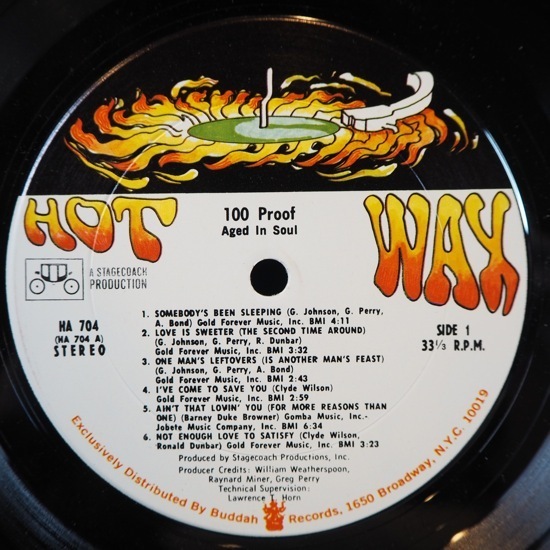 HOT WAX
100 Proof
Aged In Soul
A STAGECOACH
PRODUCTION
HA 704
(HA 704 A)
STEREO
SIDE 1
33⅓ R.P.M.
1. SOMEBODY'S BEEN SLEEPING (G. Johnson, G. Perry,
A. Bond) Gold Forever Music, Inc. BMI 4:11
2. LOVE IS SWEETER (THE SECOND TIME AROUND)
(G. Johnson, G. Perry, R. Dunbar)
Gold Forever Music, Inc. BMI 3:32
3. ONE MAN'S LEFTOVERS (IS ANOTHER MAN'S FEAST)
(G. Johnson, G. Perry, A. Bond)
Gold Forever Music, Inc. BMI 2:43
4. I'VE COME TO SAVE YOU (Clyde Wilson)
Gold Forever Music, Inc. BMI 2:59
5. AIN'T THAT LOVIN' YOU (FOR MORE REASONS THAN
ONE) (Barney Duke Browner) Gomba Music, Inc.-
Jobete Music Company, Inc. BMI 6:34
6. NOT ENOUGH LOVE TO SATISFY (Clyde Wilson,
Ronald Dunbar) Gold Forever Music, Inc. BMI 3:23
Produced by Stagecoach Productions, Inc.
Producer Credits: William Weatherspoon,
Raynard Miner, Greg Perry
Technical Supervision:
Lawrence T. Horn
Exclusively Distributed By Buddah Records, 1650 Broadway, N.Y.C. 10019